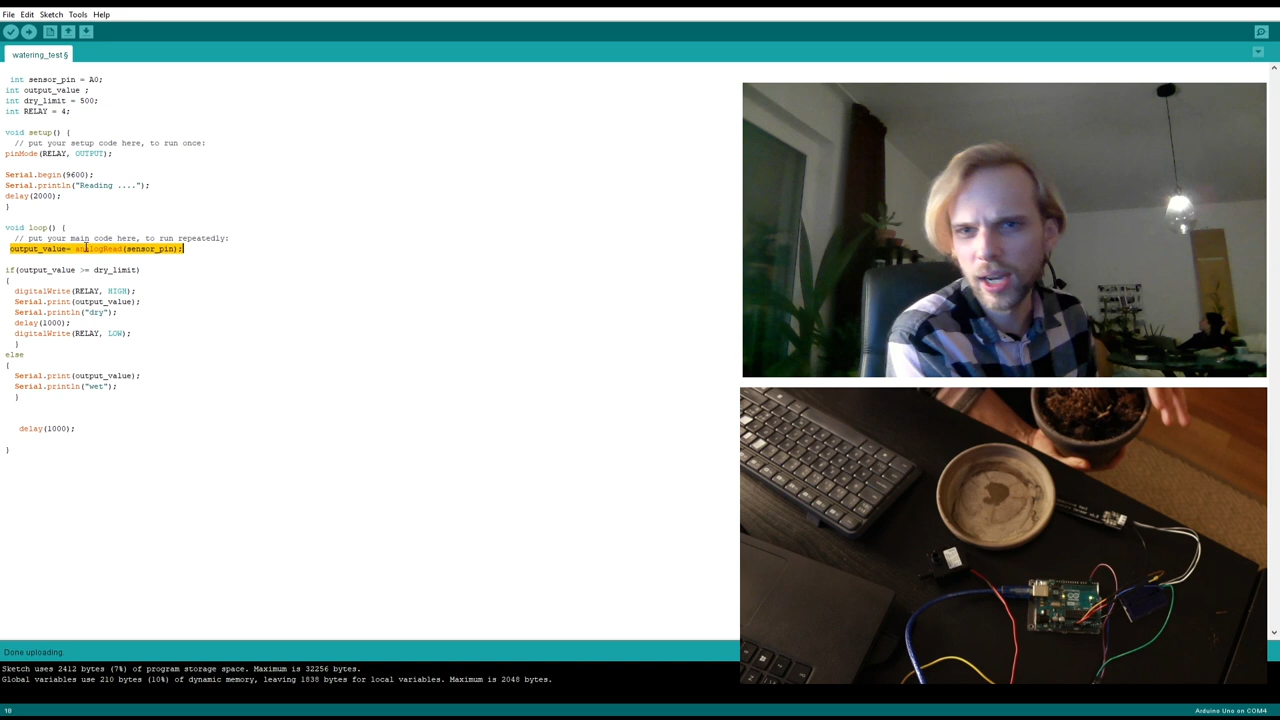 File Edit Sketch Tools Help
watering_test §
int sensor_pin = A0;
int output_value ;
int dry_limit = 500;
int RELAY = 4;
void setup() {
// put your setup code here, to run once:
pinMode(RELAY, OUTPUT);
Serial.begin(9600);
Serial.println("Reading ....");
delay(2000);
}
void loop() {
// put your main code here, to run repeatedly:
output_value= analogRead(sensor_pin);
if(output_value >= dry_limit)
{
digitalWrite(RELAY, HIGH);
Serial.print(output_value);
Serial.println("dry");
delay(1000);
digitalWrite(RELAY, LOW);
}
else
{
Serial.print(output_value);
Serial.println("wet");
}
delay(1000);
}
Done uploading.
Sketch uses 2412 bytes (7%) of program storage space. Maximum is 32256 bytes.
Global variables use 210 bytes (10%) of dynamic memory, leaving 1838 bytes for local variables. Maximum is 2048 bytes.
18 Arduino Uno on COM4